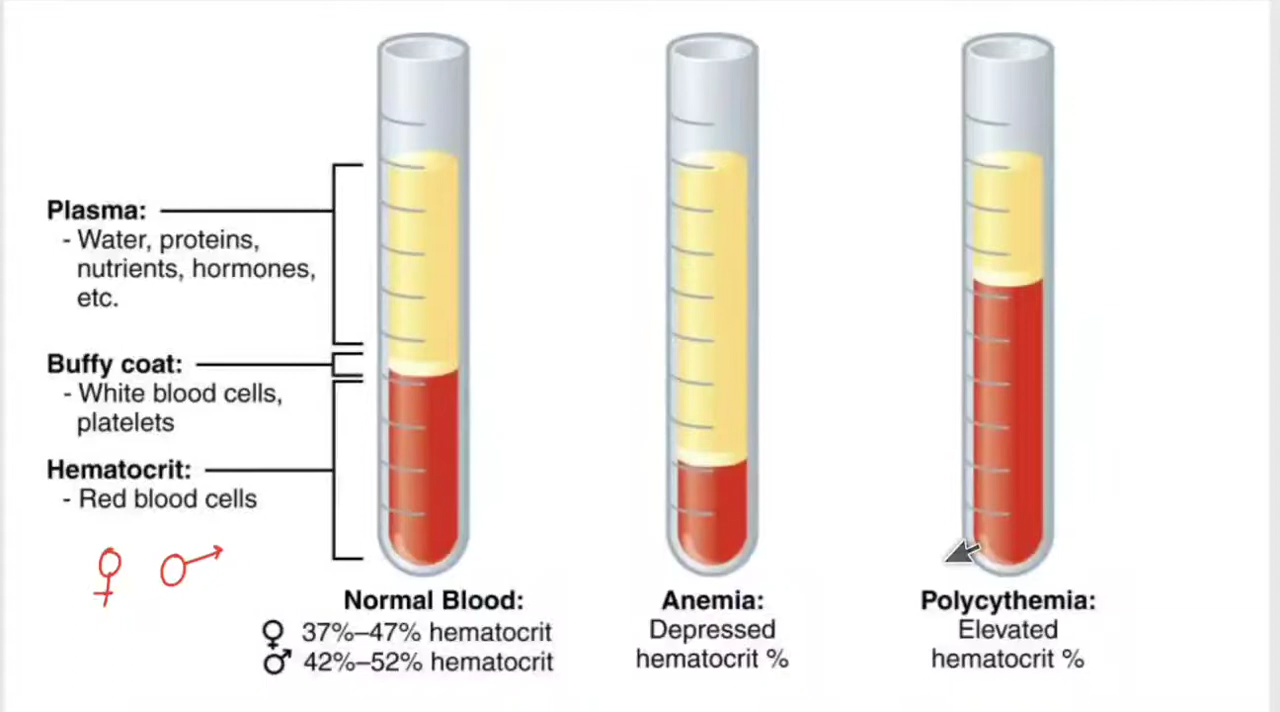 Plasma:
- Water, proteins,
nutrients, hormones,
etc.
Buffy coat:
- White blood cells,
platelets
Hematocrit:
- Red blood cells
♀ ♂
Normal Blood:
♀ 37%–47% hematocrit
♂ 42%–52% hematocrit
Anemia:
Depressed
hematocrit %
Polycythemia:
Elevated
hematocrit %